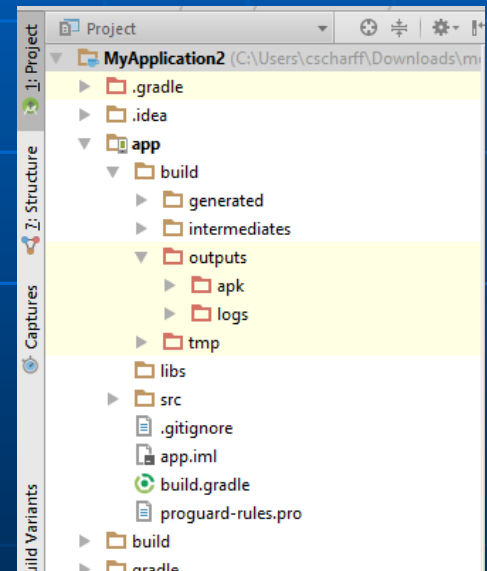 Project
MyApplication2 (C:\Users\cscharff\Downloads\m
.gradle
.idea
app
build
generated
intermediates
outputs
apk
logs
tmp
libs
src
.gitignore
app.iml
build.gradle
proguard-rules.pro
build
gradle
1: Project
7: Structure
Captures
uild Variants